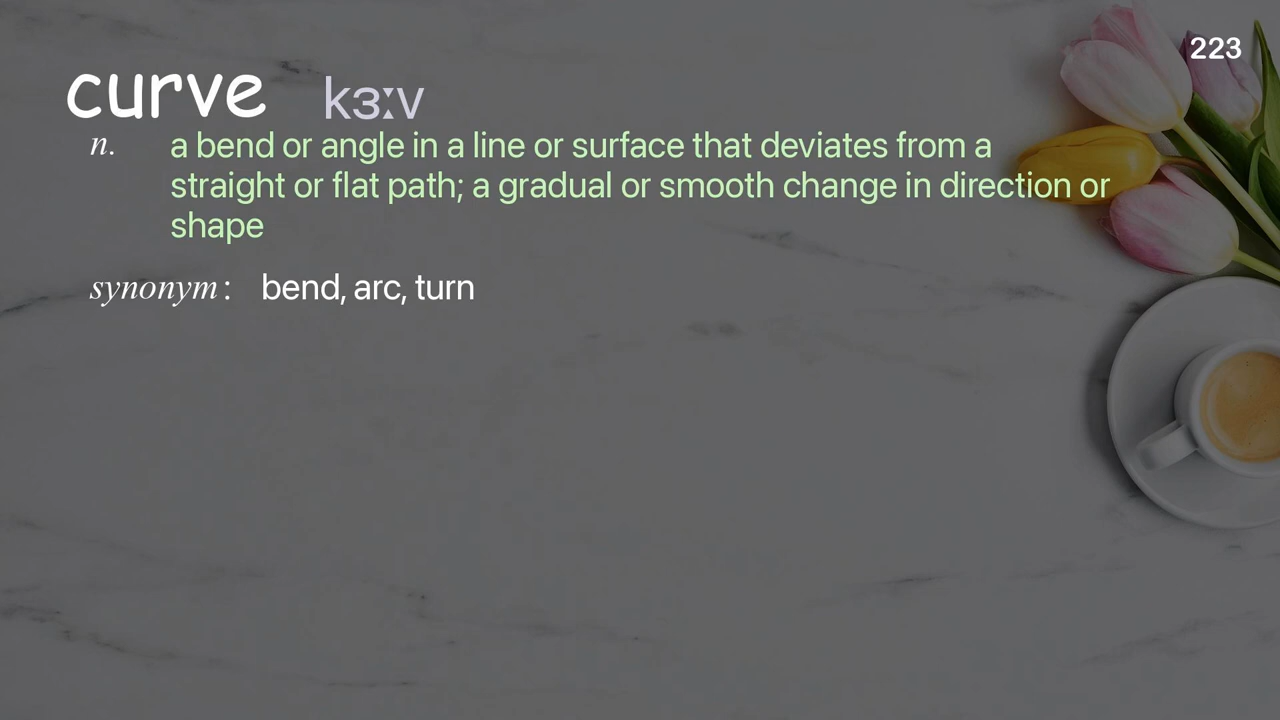 223
curve kɜːv
n. a bend or angle in a line or surface that deviates from a
straight or flat path; a gradual or smooth change in direction or
shape
synonym : bend, arc, turn